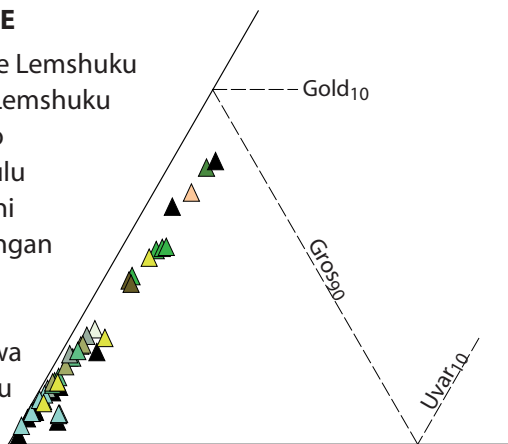 E
e Lemshuku
Lemshuku
Gold10
ulu
ni
ngan
Gros90
wa
u
Uvar10